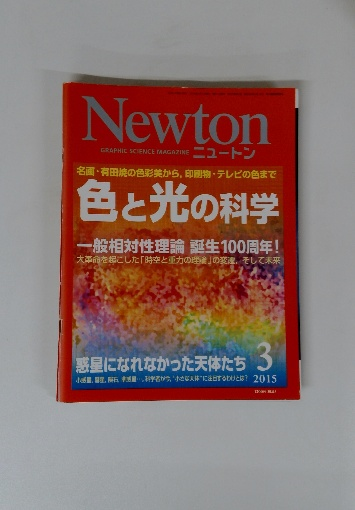 Newton
GRAPHIC SCIENCE MAGAZINE ニュートン
名画・有田焼の色彩美から，印刷物・テレビの色まで
色と光の科学
一般相対性理論 誕生100周年！
大革命を起こした「時空と重力の理論」の変遷，そして未来
惑星になれなかった天体たち
3
2015